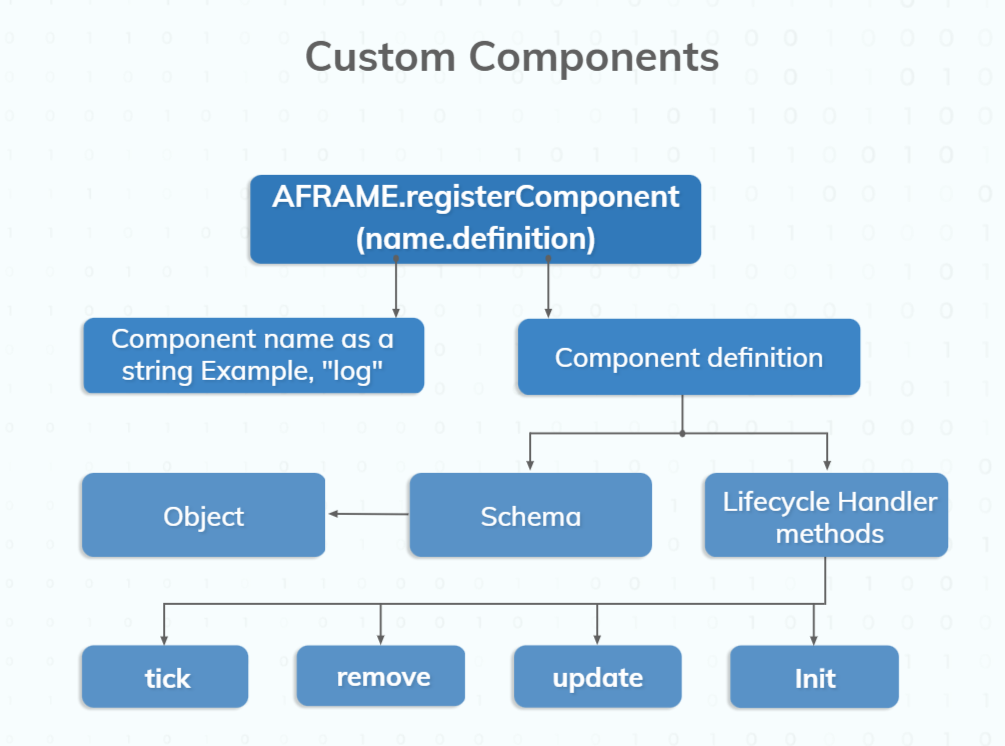 Custom Components
AFRAME.registerComponent
(name.definition)
Component name as a
string Example, "log"
Component definition
Object
Schema
Lifecycle Handler
methods
tick
remove
update
Init